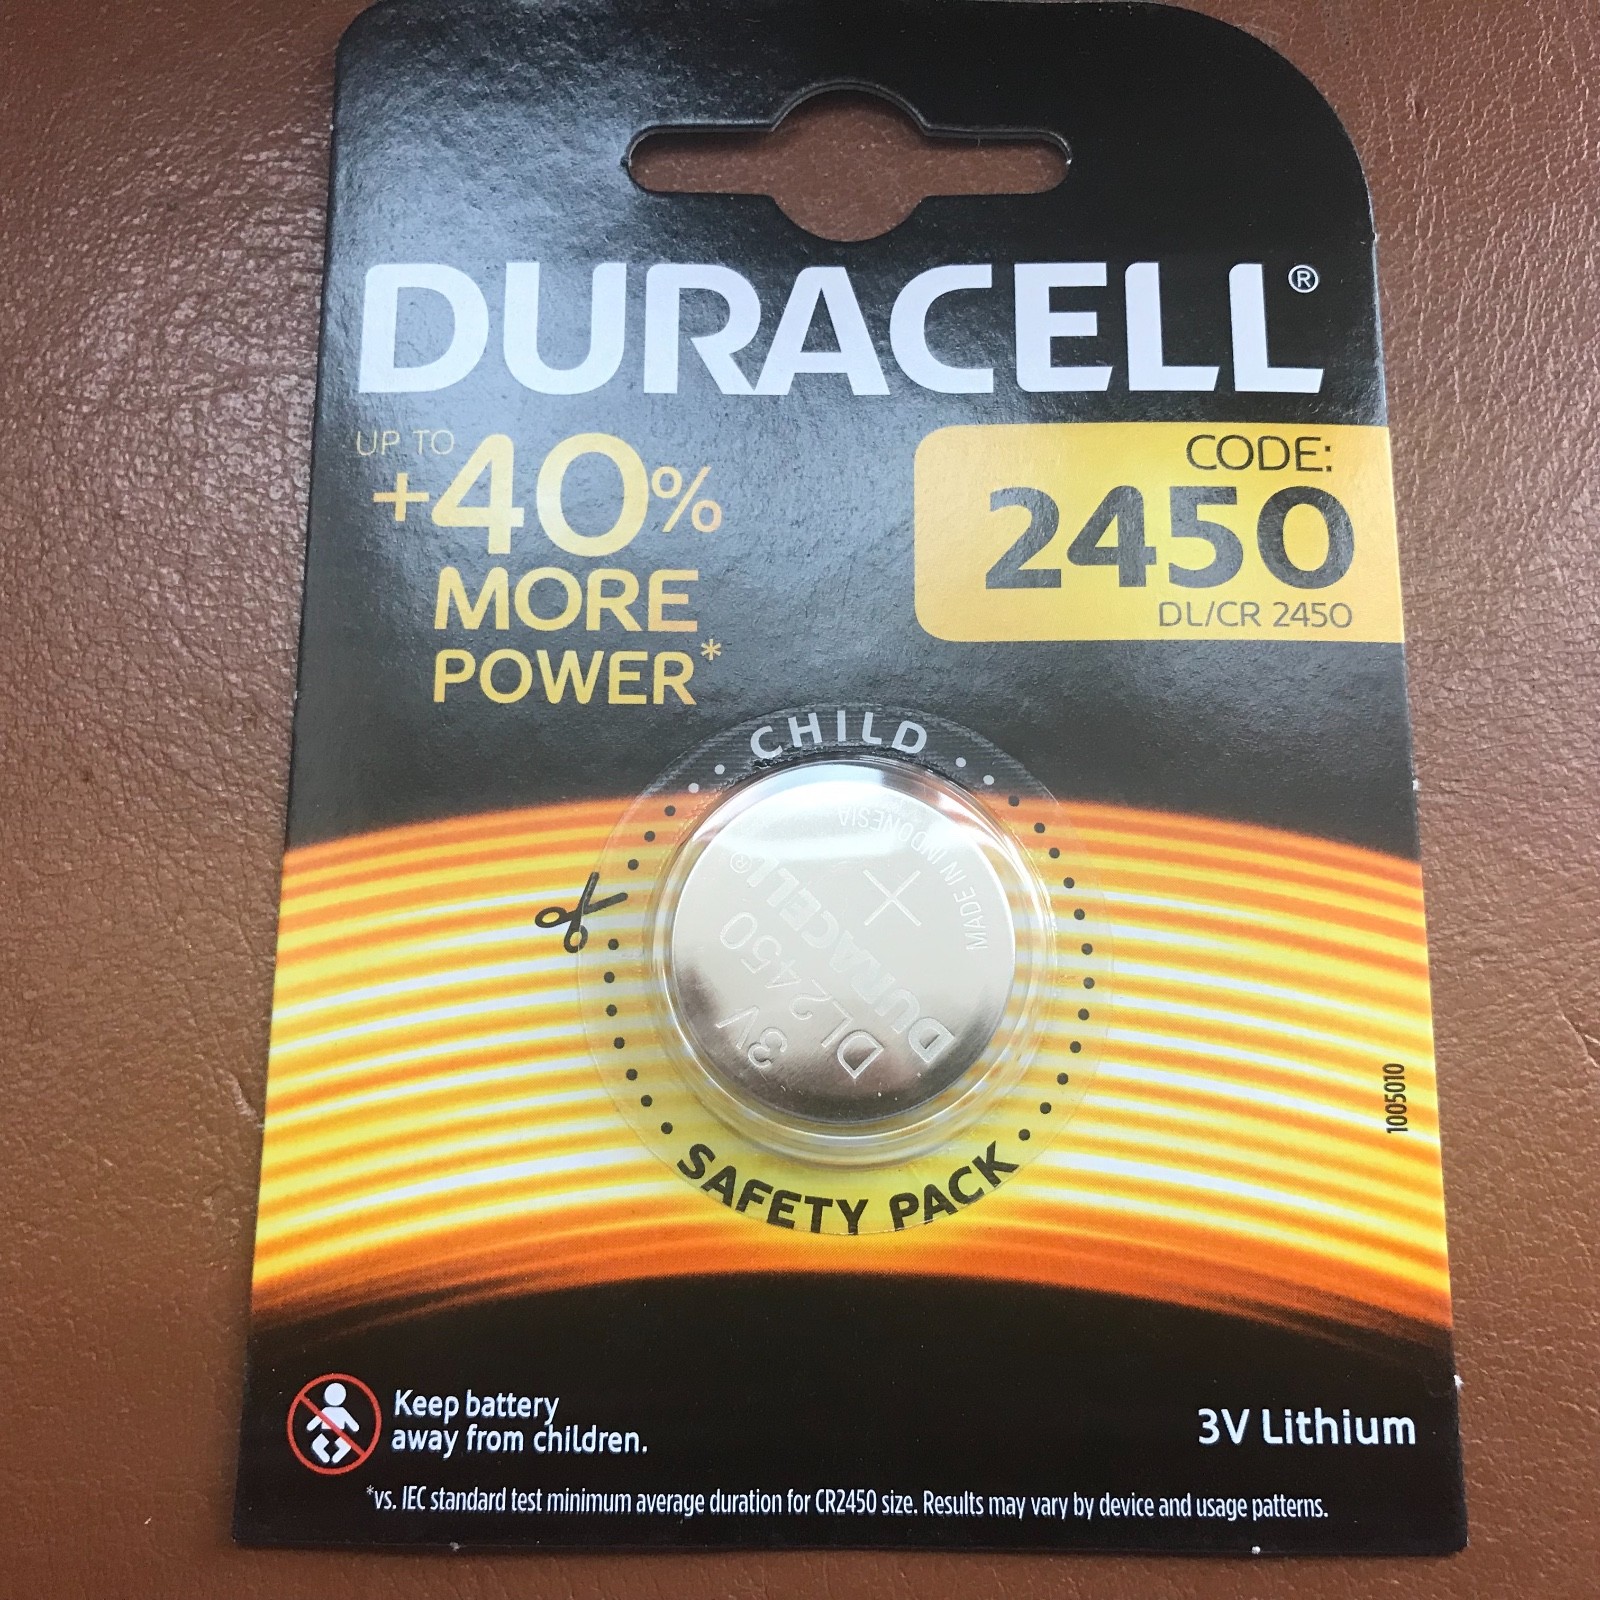 DURACELL®
UP TO
+40%
MORE
POWER*
CODE:
2450
DL/CR 2450
CHILD
MADE IN INDONESIA
+
DURACELL®
DL2450
3V
SAFETY PACK
1005010
Keep battery
away from children.
3V Lithium
*vs. IEC standard test minimum average duration for CR2450 size. Results may vary by device and usage patterns.